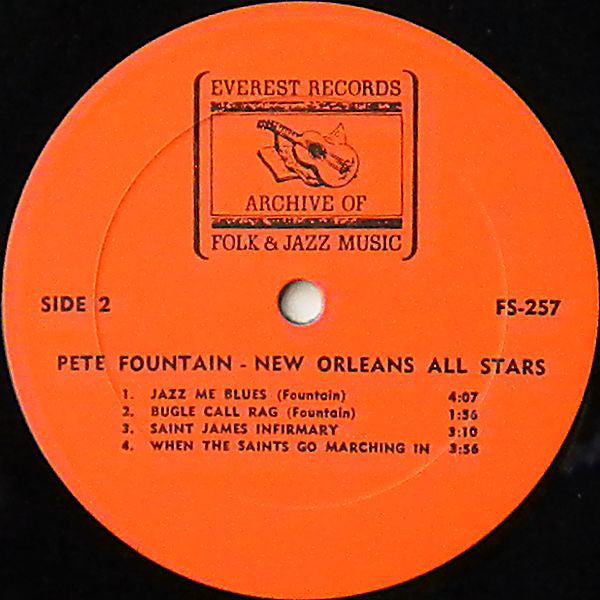 EVEREST RECORDS
ARCHIVE OF
FOLK & JAZZ MUSIC
SIDE 2
FS-257
PETE FOUNTAIN - NEW ORLEANS ALL STARS
1. JAZZ ME BLUES (Fountain) 4:07
2. BUGLE CALL RAG (Fountain) 1:56
3. SAINT JAMES INFIRMARY 3:10
4. WHEN THE SAINTS GO MARCHING IN 3:56